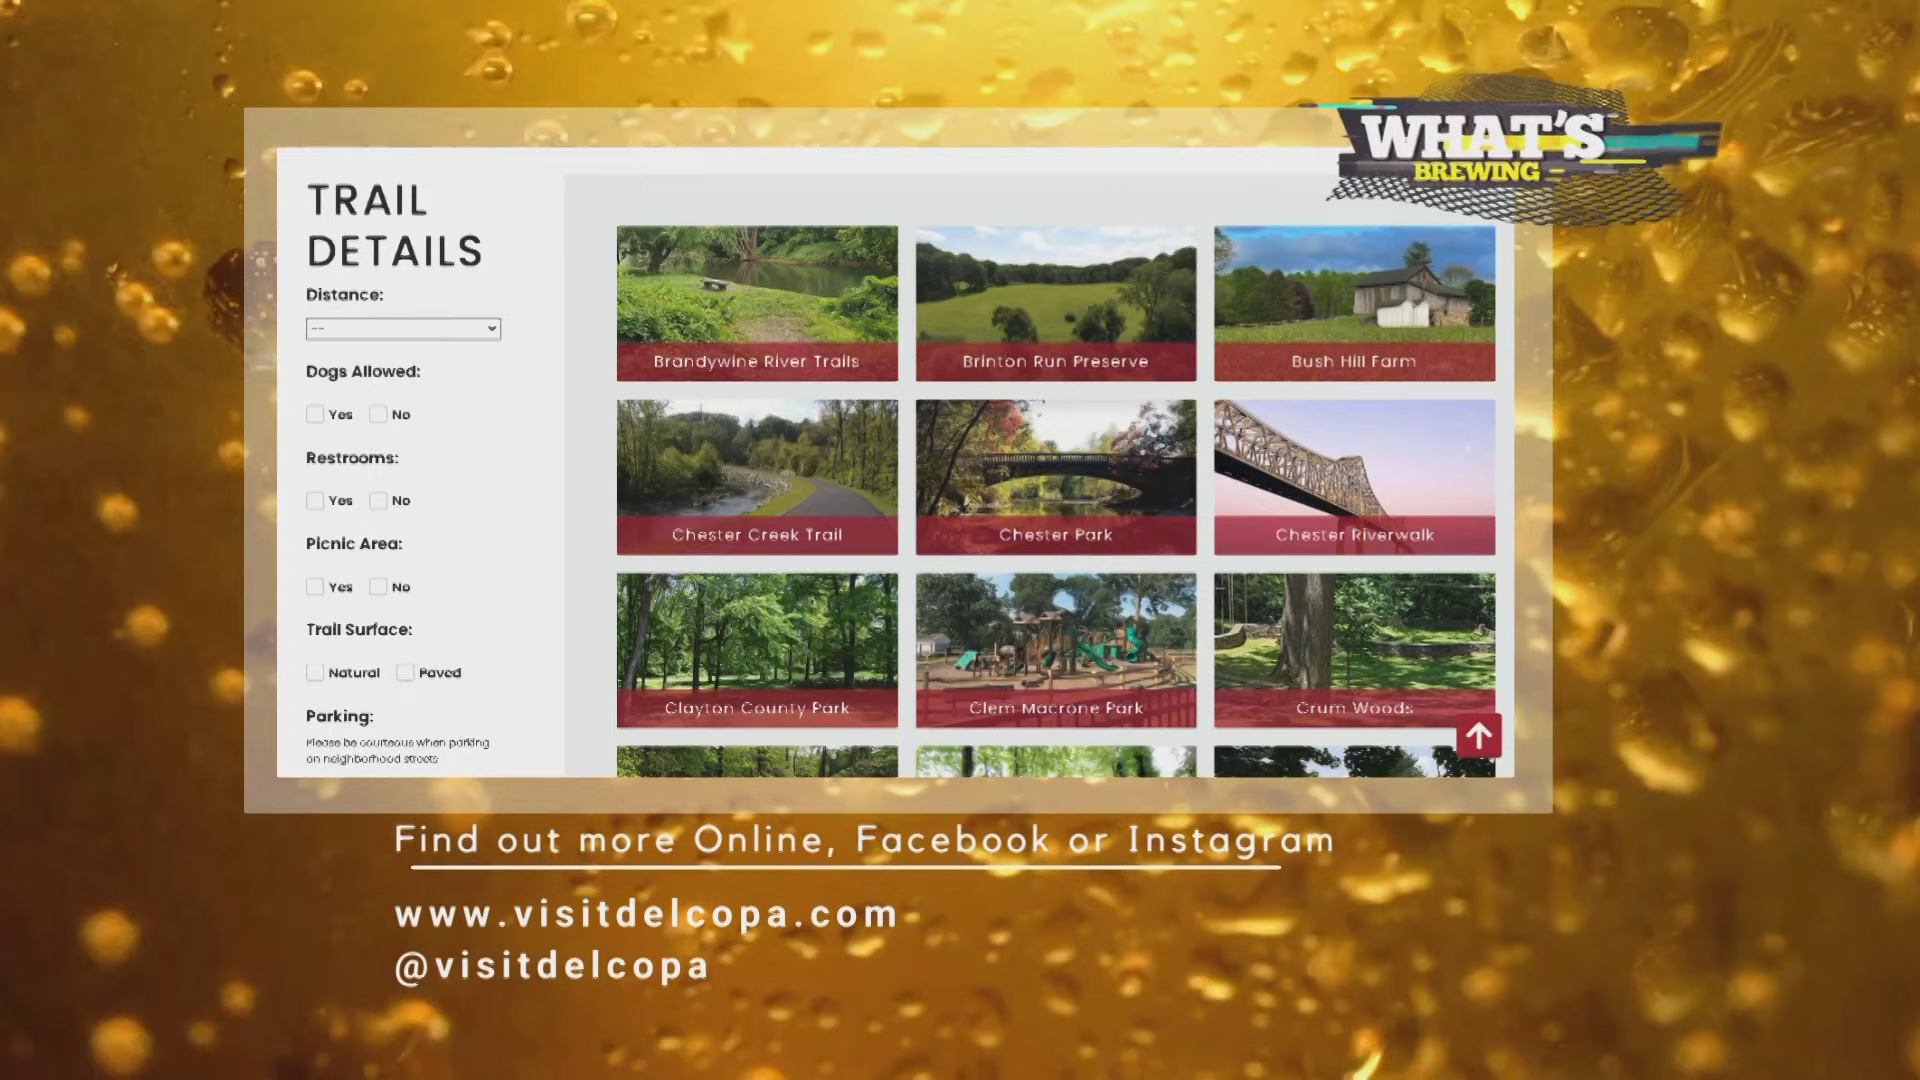 WHAT'S
BREWING
TRAIL
DETAILS
Distance:
--
Dogs Allowed:
Yes No
Restrooms:
Yes No
Picnic Area:
Yes No
Trail Surface:
Natural Paved
Parking:
Please be courteous when parking
on neighborhood streets
Brandywine River Trails
Brinton Run Preserve
Bush Hill Farm
Chester Creek Trail
Chester Park
Chester Riverwalk
Clayton County Park
Clem Macrone Park
Crum Woods
Find out more Online, Facebook or Instagram
www.visitdelcopa.com
@visitdelcopa